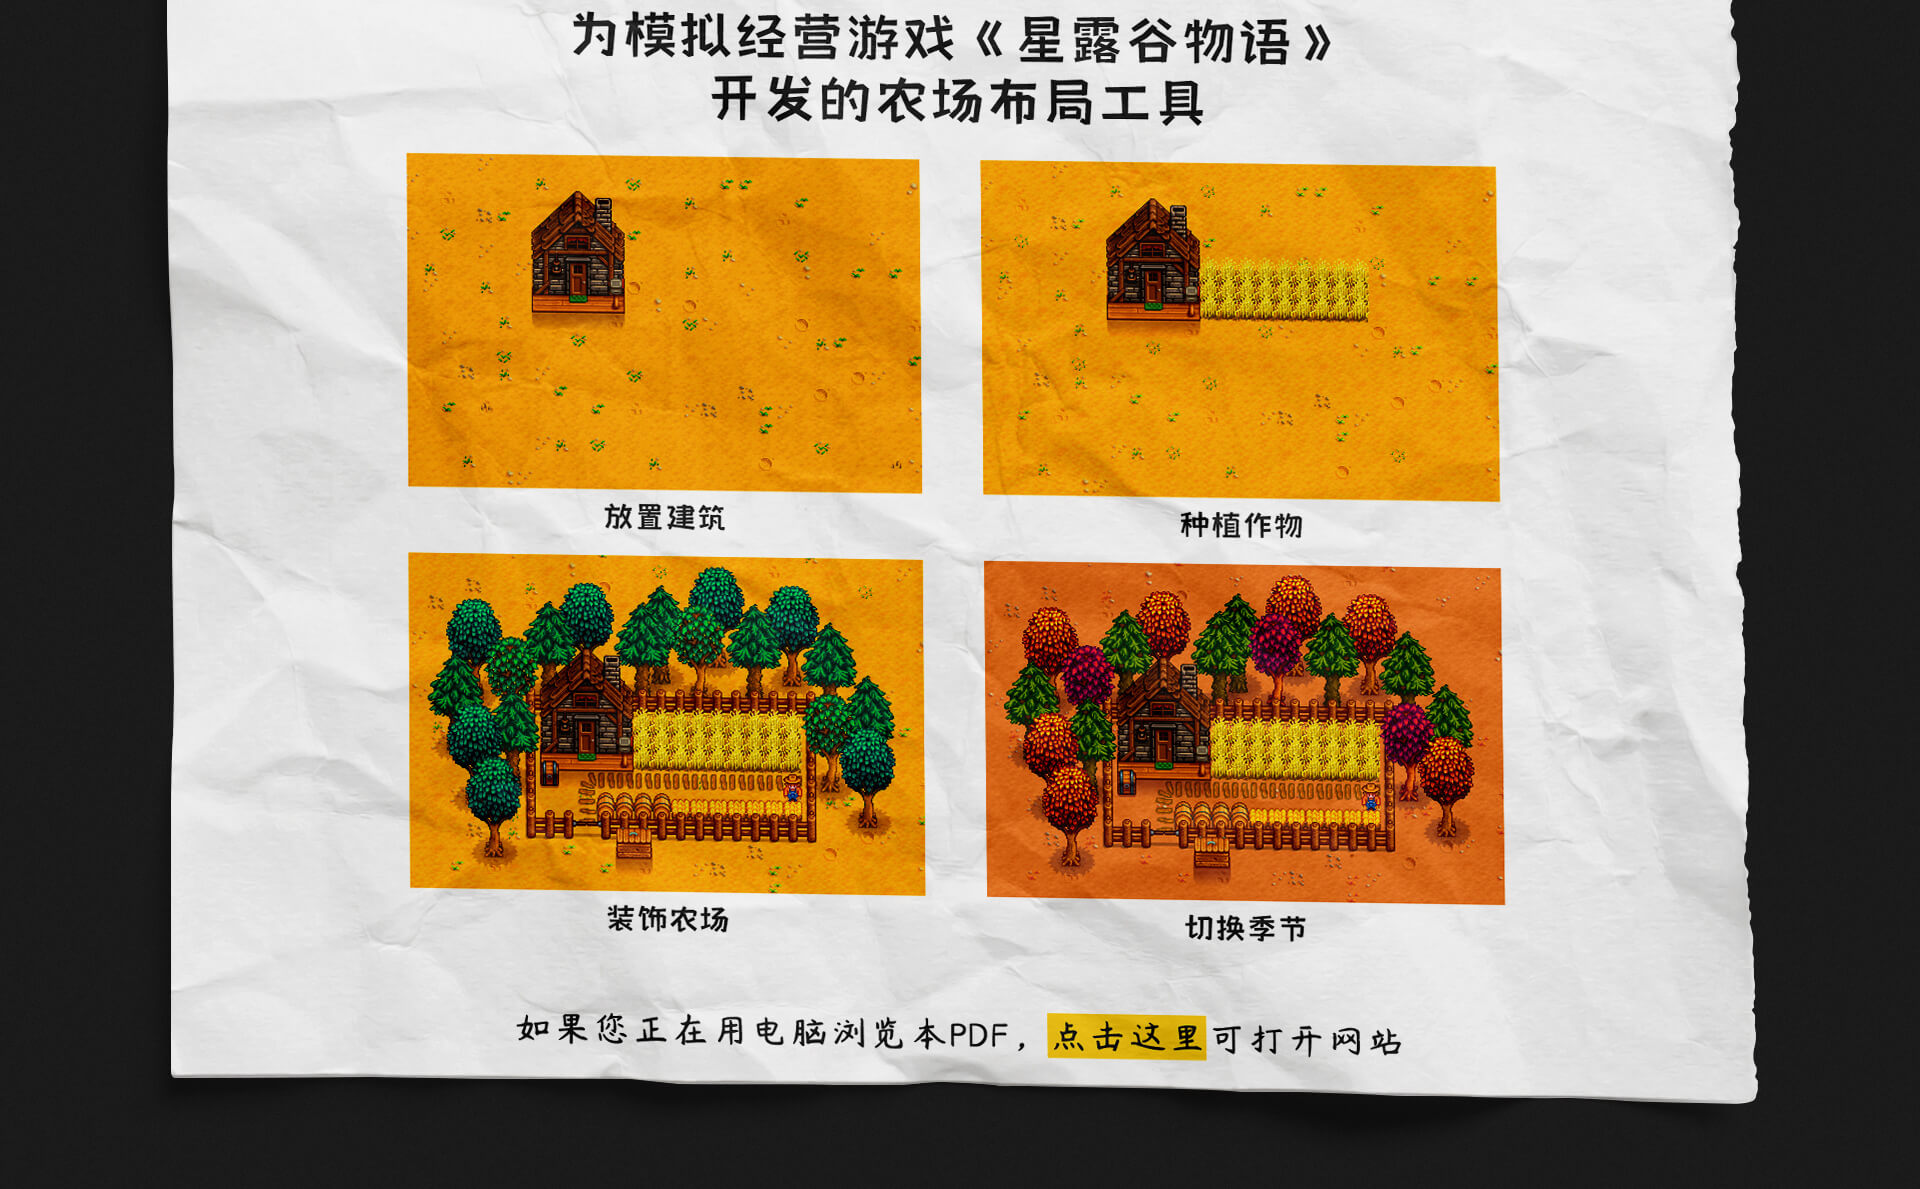 为模拟经营游戏《星露谷物语》
开发的农场布局工具
放置建筑
种植作物
装饰农场
切换季节
如果您正在用电脑浏览本PDF，点击这里可打开网站